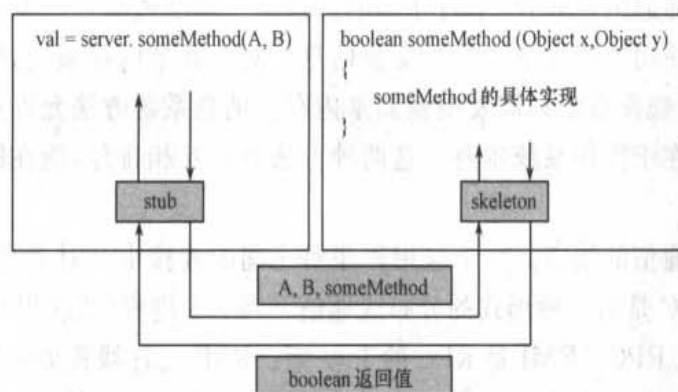 val = server. someMethod(A, B)
boolean someMethod (Object x,Object y)
{
someMethod 的具体实现
}
stub
skeleton
A, B, someMethod
boolean 返回值